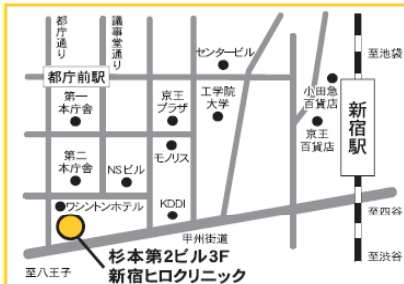 都庁通り
議事堂通り
センタービル
至池袋
都庁前駅
第一
本庁舎
京王
プラザ
工学院
大学
小田急
百貨店
新宿駅
京王
百貨店
モノリス
第二
本庁舎
NSビル
ワシントンホテル
KDDI
至四谷
甲州街道
杉本第2ビル3F
新宿ヒロクリニック
至八王子
至渋谷